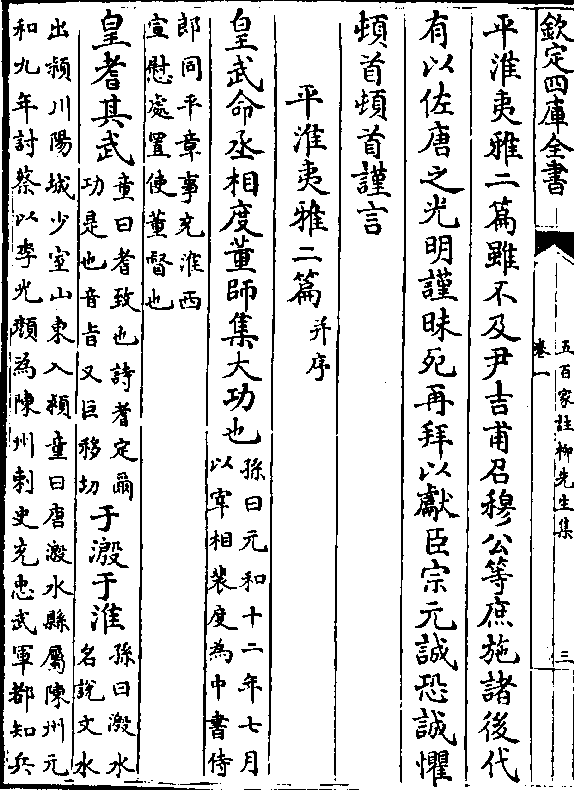 欽定四庫全書
五百家註柳先生集
卷一
三
平淮夷雅二篇雖不及尹吉甫召穆公等庶施諸後代
有以佐唐之光明謹昧死再拜以獻臣宗元誠恐誠懼
頓首頓首謹言
平淮夷雅二篇并序
皇武命丞相度董師集大功也孫曰元和十二年七月
以宰相裴度為中書侍
郎同平章事充淮西
宣慰處置使董督也
皇耆其武童曰耆致也詩耆定爾
功是也音㫖又巨移切
于溵于淮孫曰溵水
名説文水
出潁川陽城少室山東入潁童曰唐溵水縣屬陳州元
和九年討蔡以李光顔為陳州刺史充忠武軍都知兵